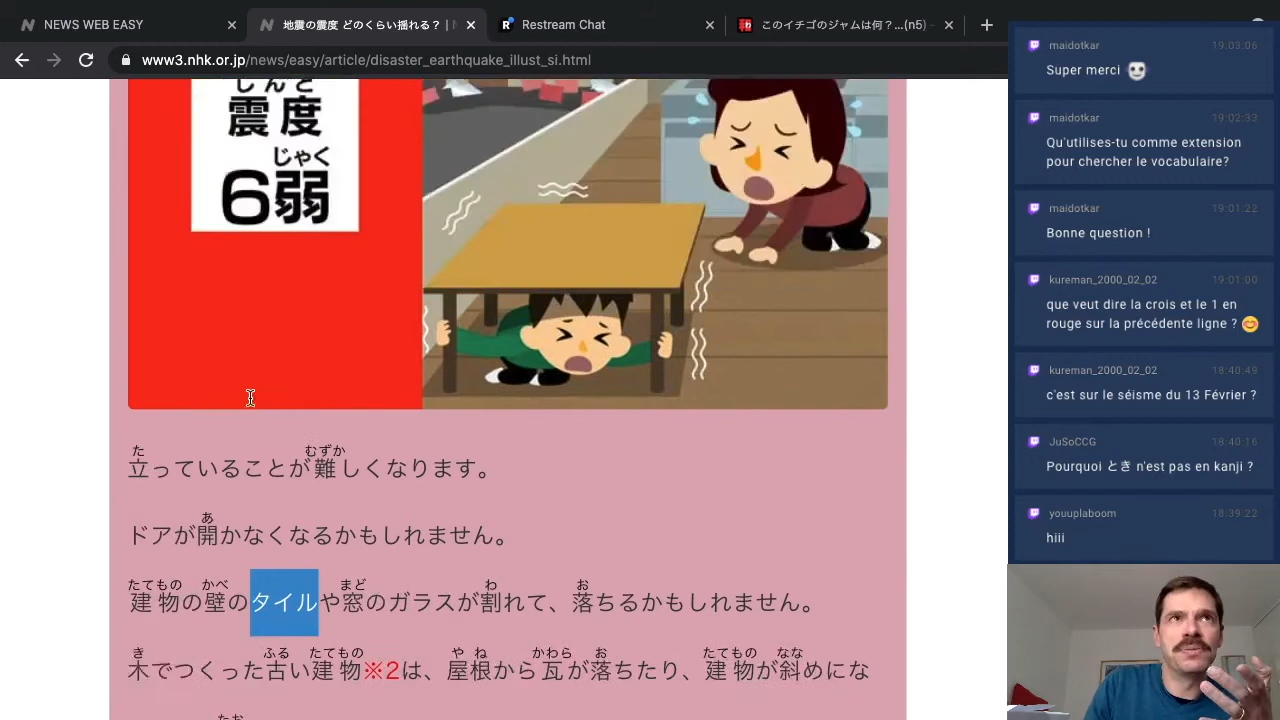 NEWS WEB EASY
地震の震度 どのくらい揺れる？ | N
Restream Chat
このイチゴのジャムは何？...(n5) -
www3.nhk.or.jp/news/easy/article/disaster_earthquake_illust_si.html
しんど
震度
じゃく
6弱
た むずか
立っていることが難しくなります。
あ
ドアが開かなくなるかもしれません。
たてもの かべ まど わ お
建物の壁のタイルや窓のガラスが割れて、落ちるかもしれません。
き ふる たてもの やね かわら お たてもの なな
木でつくった古い建物※2は、屋根から瓦が落ちたり、建物が斜めにな
たお
maidotkar 19:03:06
Super merci
maidotkar 19:02:33
Qu'utilises-tu comme extension
pour chercher le vocabulaire?
maidotkar 19:01:22
Bonne question !
kureman_2000_02_02 19:01:00
que veut dire la crois et le 1 en
rouge sur la précédente ligne ? 😊
kureman_2000_02_02 18:40:49
c'est sur le séisme du 13 Février ?
JuSoCCG 18:40:16
Pourquoi とき n'est pas en kanji ?
youuplaboom 18:39:22
hiii